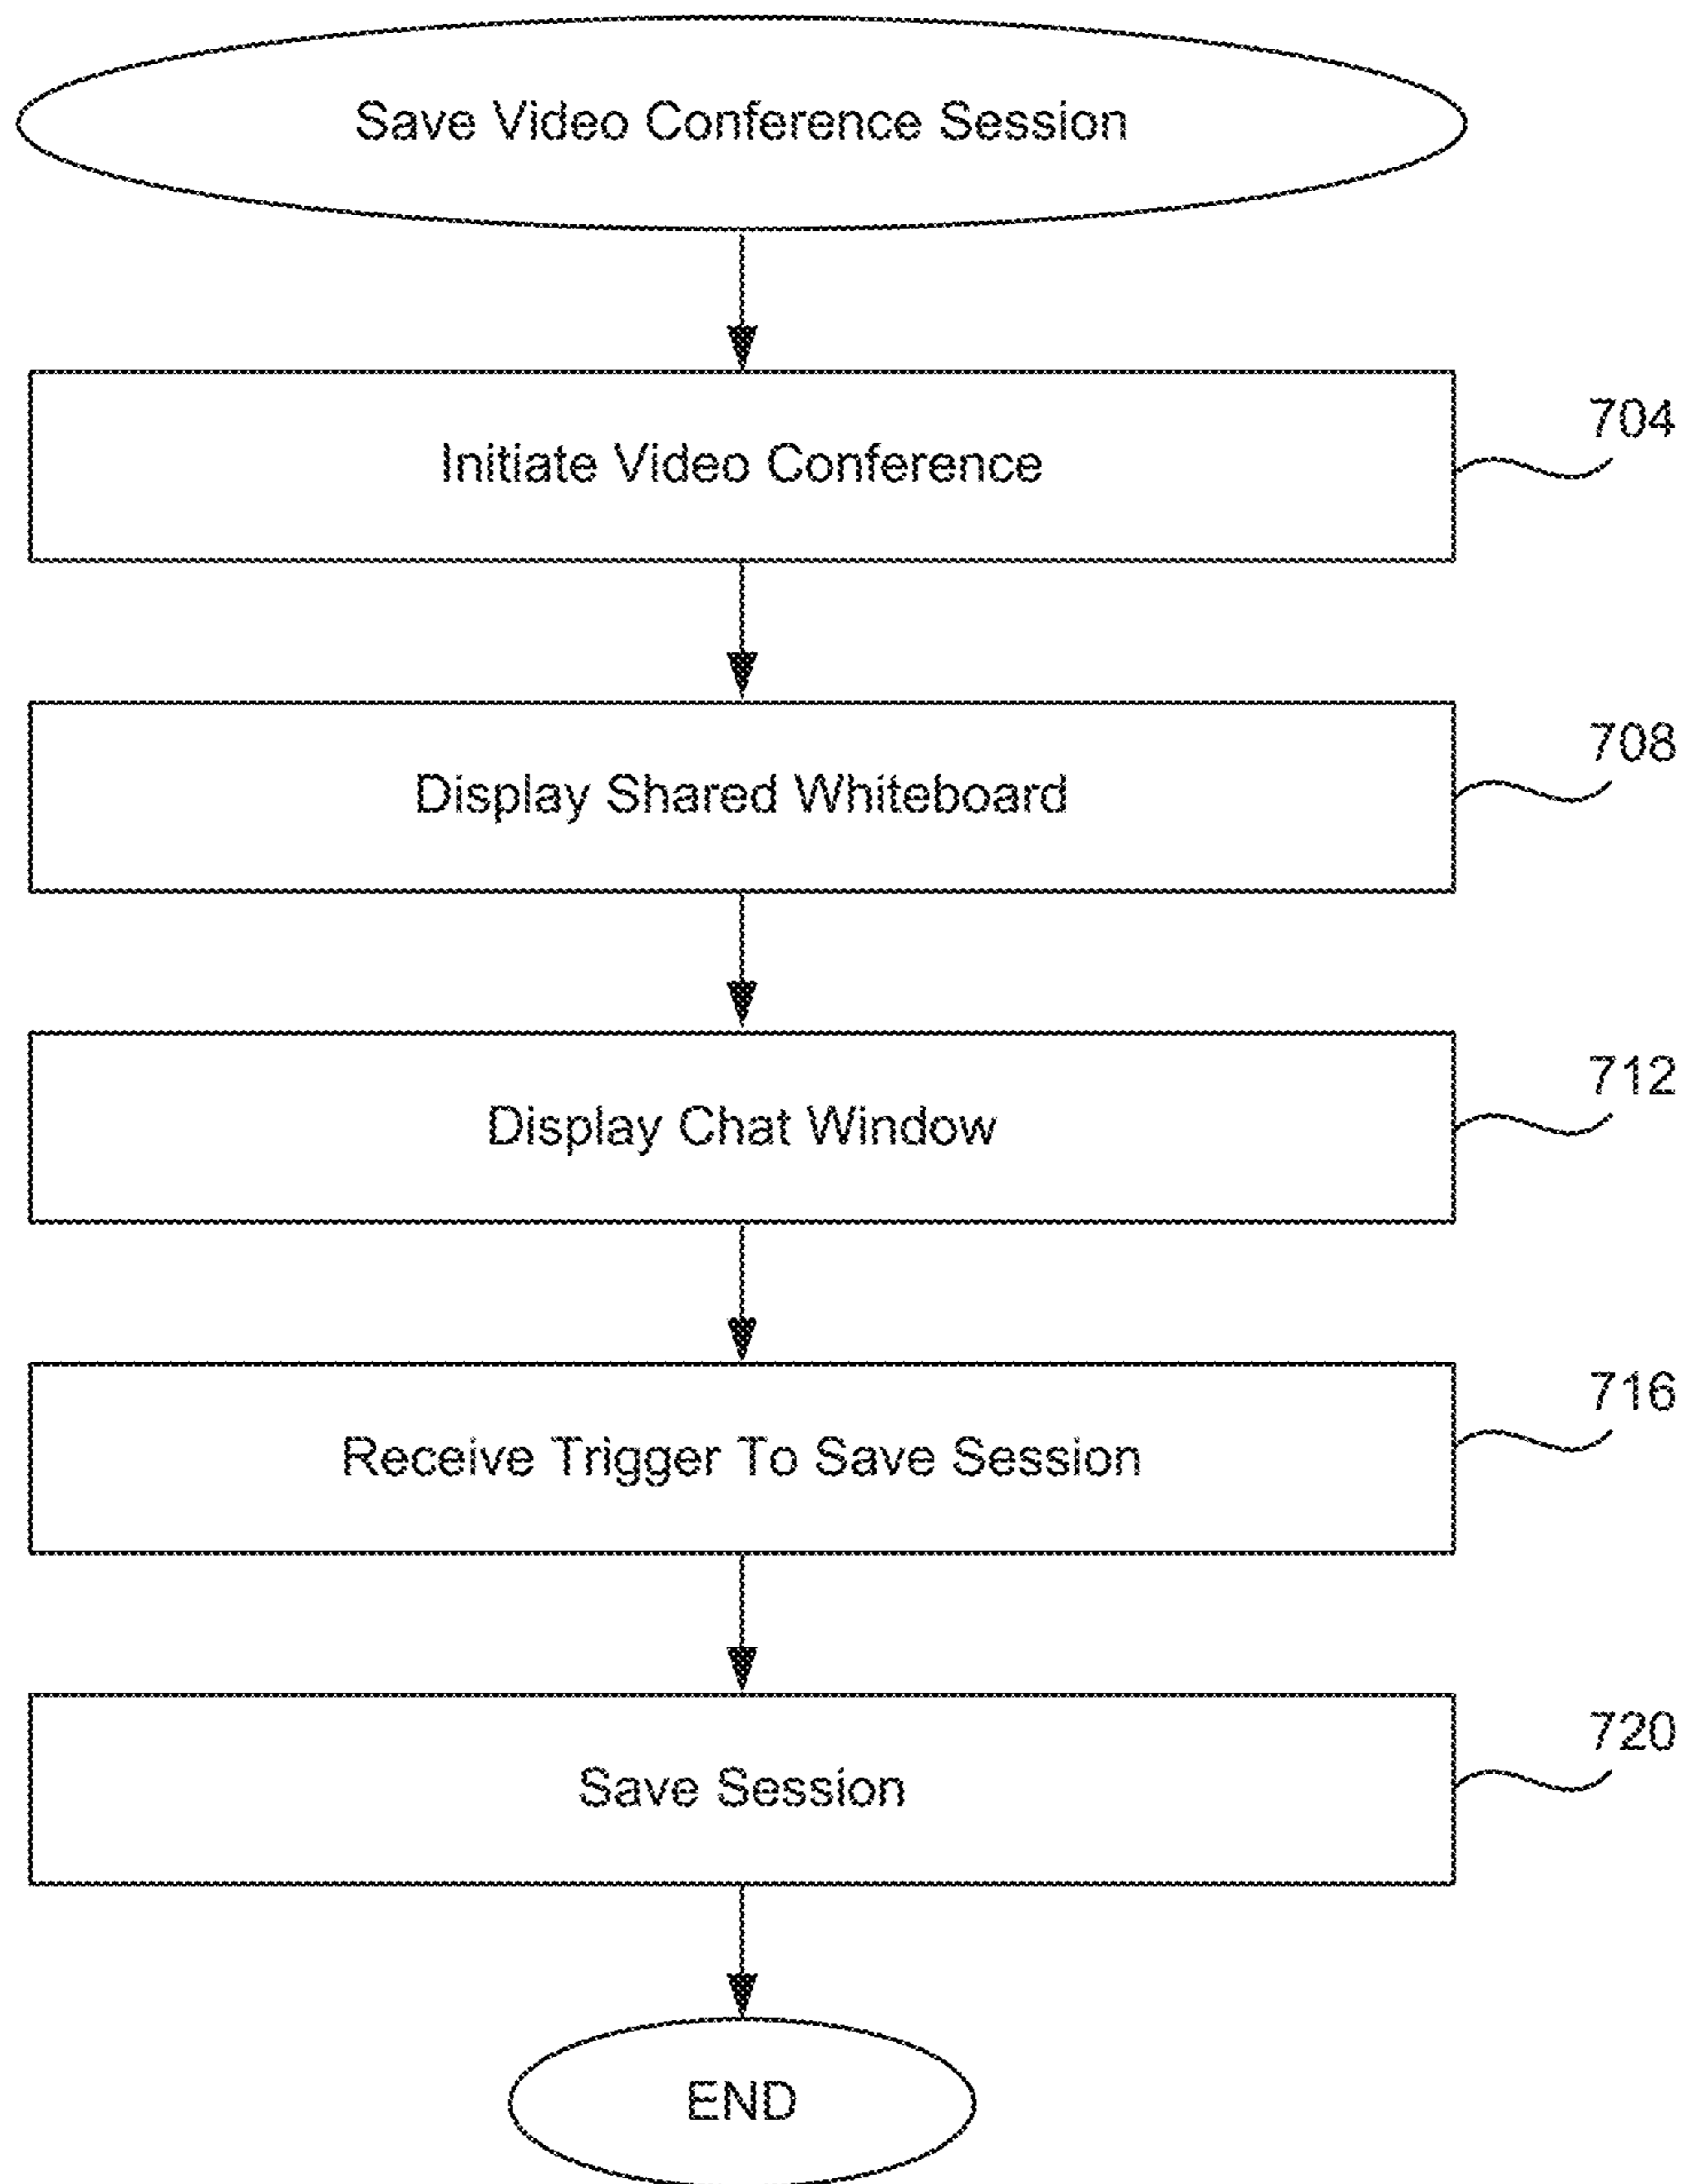 Save Video Conference Session
704
Initiate Video Conference
708
Display Shared Whiteboard
712
Display Chat Window
716
Receive Trigger To Save Session
720
Save Session
END